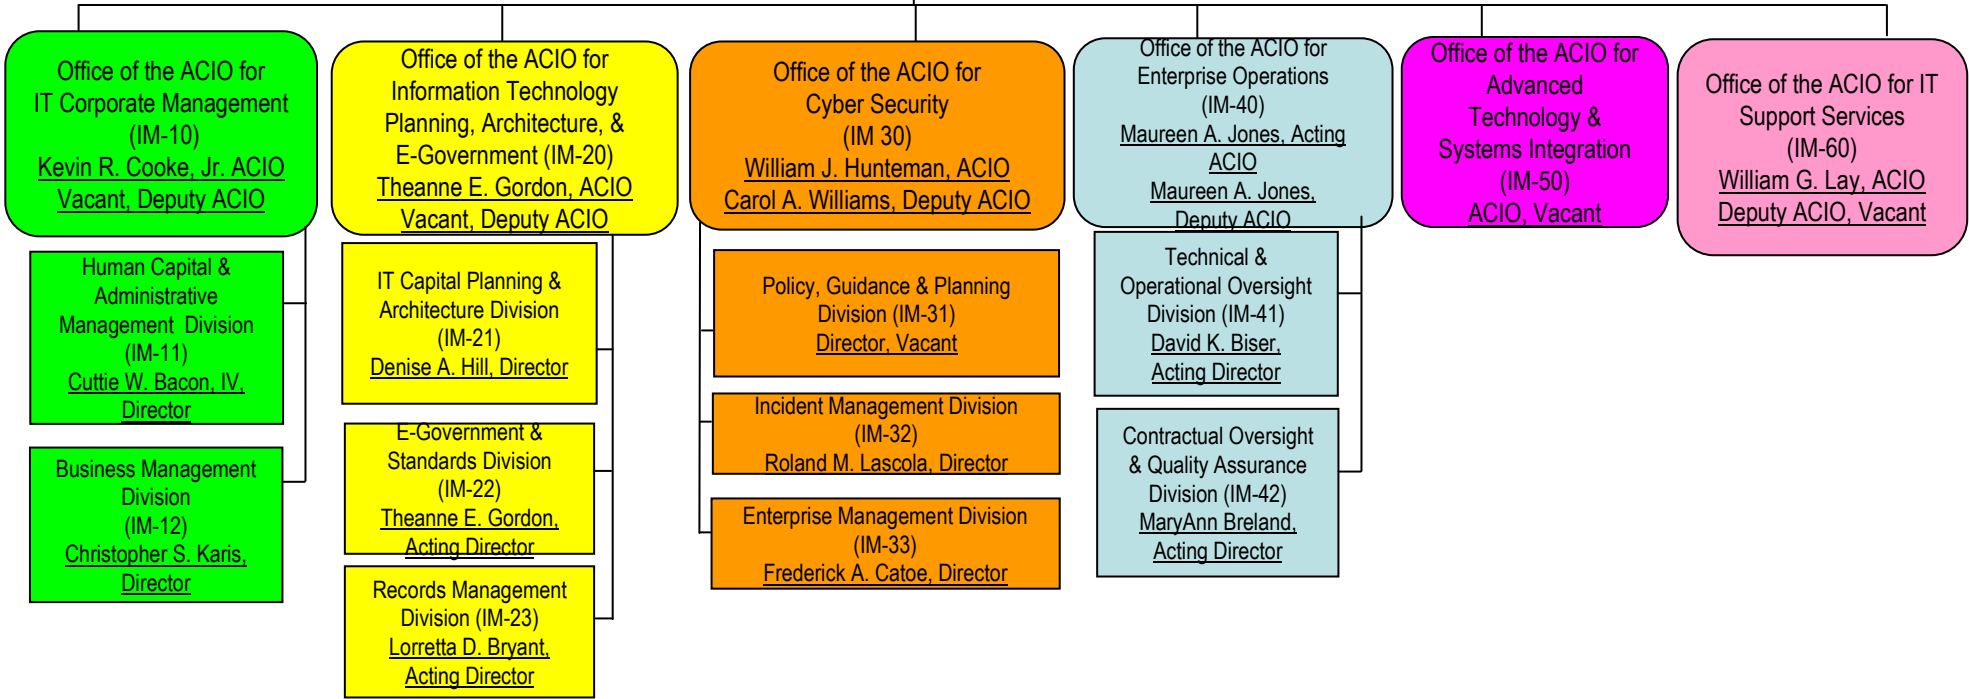 Office of the ACIO for
IT Corporate Management
(IM-10)
Kevin R. Cooke, Jr. ACIO
Vacant, Deputy ACIO
Human Capital &
Administrative
Management Division
(IM-11)
Cuttie W. Bacon, IV,
Director
Business Management
Division
(IM-12)
Christopher S. Karis,
Director
Office of the ACIO for
Information Technology
Planning, Architecture, &
E-Government (IM-20)
Theanne E. Gordon, ACIO
Vacant, Deputy ACIO
IT Capital Planning &
Architecture Division
(IM-21)
Denise A. Hill, Director
E-Government &
Standards Division
(IM-22)
Theanne E. Gordon,
Acting Director
Records Management
Division (IM-23)
Lorretta D. Bryant,
Acting Director
Office of the ACIO for
Cyber Security
(IM 30)
William J. Hunteman, ACIO
Carol A. Williams, Deputy ACIO
Policy, Guidance & Planning
Division (IM-31)
Director, Vacant
Incident Management Division
(IM-32)
Roland M. Lascola, Director
Enterprise Management Division
(IM-33)
Frederick A. Catoe, Director
Office of the ACIO for
Enterprise Operations
(IM-40)
Maureen A. Jones, Acting
ACIO
Maureen A. Jones,
Deputy ACIO
Technical &
Operational Oversight
Division (IM-41)
David K. Biser,
Acting Director
Contractual Oversight
& Quality Assurance
Division (IM-42)
MaryAnn Breland,
Acting Director
Office of the ACIO for
Advanced
Technology &
Systems Integration
(IM-50)
ACIO, Vacant
Office of the ACIO for IT
Support Services
(IM-60)
William G. Lay, ACIO
Deputy ACIO, Vacant